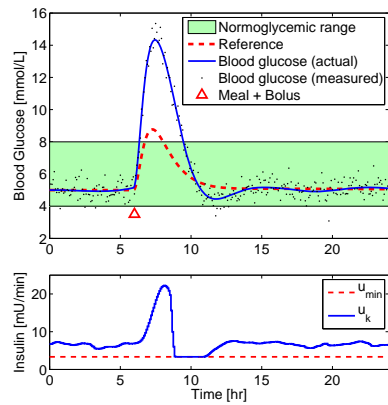 16
14
12
10
8
6
4
2
Blood Glucose [mmol/L]
Normoglycemic range
Reference
Blood glucose (actual)
Blood glucose (measured)
Meal + Bolus
0 5 10 15 20
20
10
0
Insulin [mU/min]
u_min
u_k
0 5 10 15 20
Time [hr]